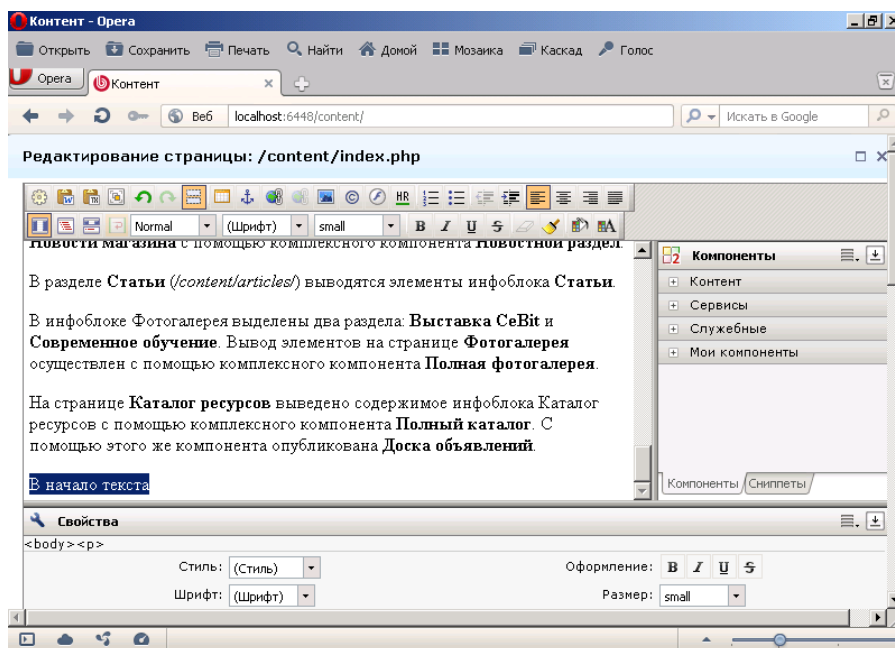 Контент - Opera
Открыть Сохранить Печать Найти Домой Мозаика Каскад Голос
Opera Контент
Веб localhost:6448/content/ Искать в Google
Редактирование страницы: /content/index.php
HR
Normal (Шрифт) small B I U S
Новости магазина с помощью комплексного компонента Новостной раздел.
В разделе Статьи (/content/articles/) выводятся элементы инфоблока Статьи.
В инфоблоке Фотогалерея выделены два раздела: Выставка CeBit и
Современное обучение. Вывод элементов на странице Фотогалерея
осуществлен с помощью комплексного компонента Полная фотогалерея.
На странице Каталог ресурсов выведено содержимое инфоблока Каталог
ресурсов с помощью комплексного компонента Полный каталог. С
помощью этого же компонента опубликована Доска объявлений.
В начало текста
Компоненты
Контент
Сервисы
Служебные
Мои компоненты
Компоненты Сниппеты
Свойства
<body><p>
Стиль: (Стиль) Оформление: B I U S
Шрифт: (Шрифт) Размер: small